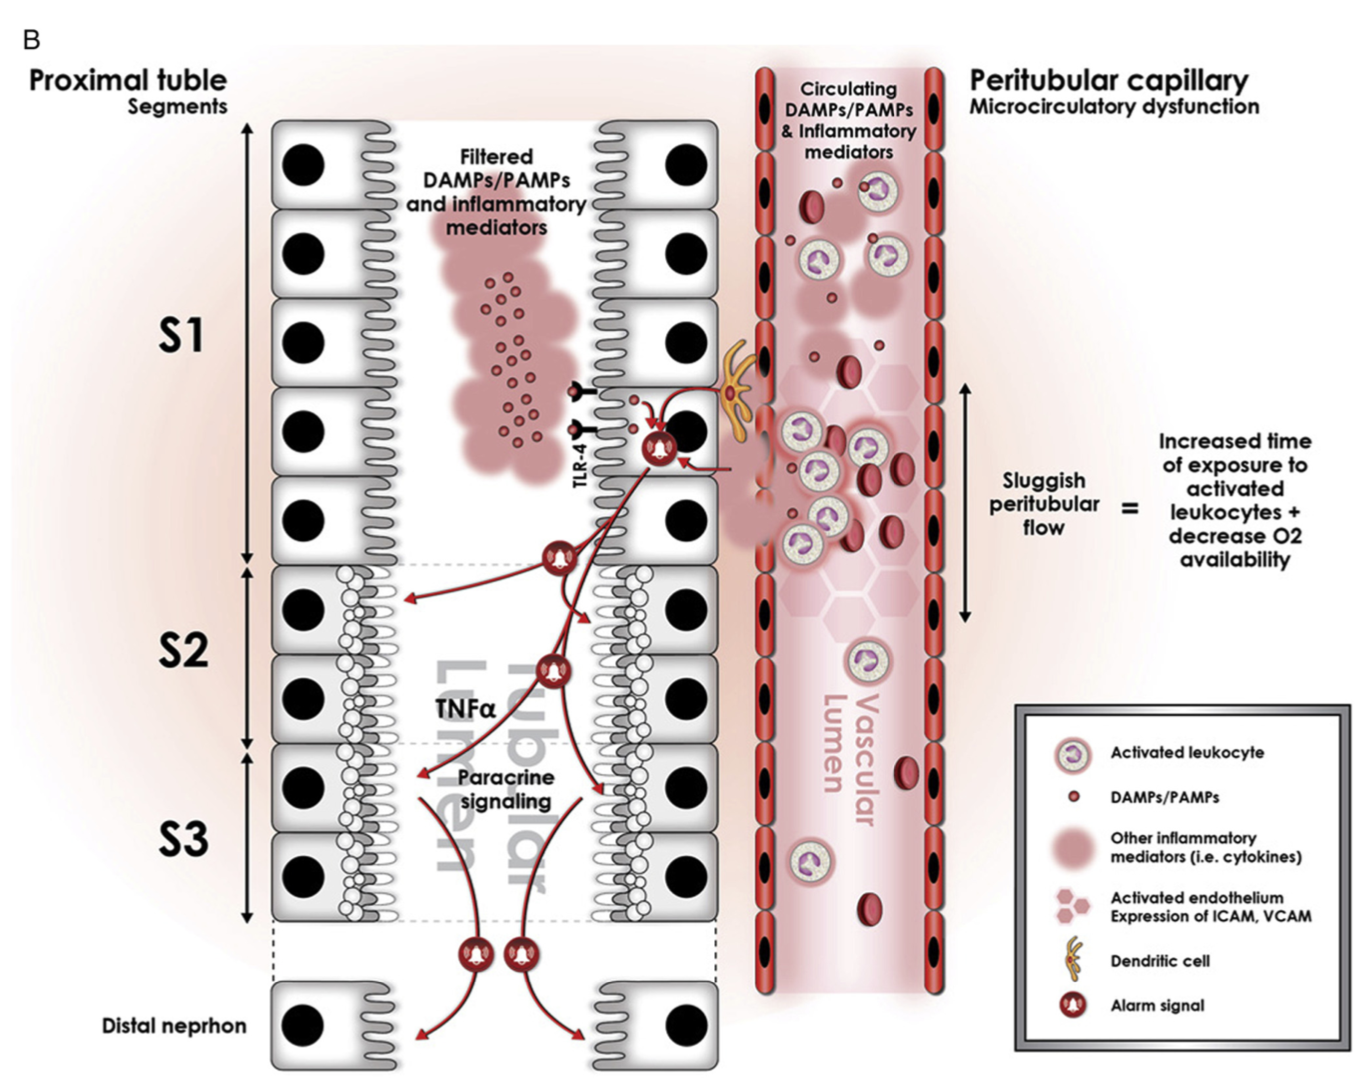 B
Proximal tuble
Segments
S1
S2
S3
Distal neprhon
Filtered
DAMPs/PAMPs
and inflammatory
mediators
TLR-4
TNFα
Tubular
Lumen
Paracrine
signaling
Circulating
DAMPs/PAMPs
& Inflammatory
mediators
Vascular
Lumen
Peritubular capillary
Microcirculatory dysfunction
Sluggish
peritubular
flow
=
Increased time
of exposure to
activated
leukocytes +
decrease O2
availability
Activated leukocyte
DAMPs/PAMPs
Other inflammatory
mediators (i.e. cytokines)
Activated endothelium
Expression of ICAM, VCAM
Dendritic cell
Alarm signal